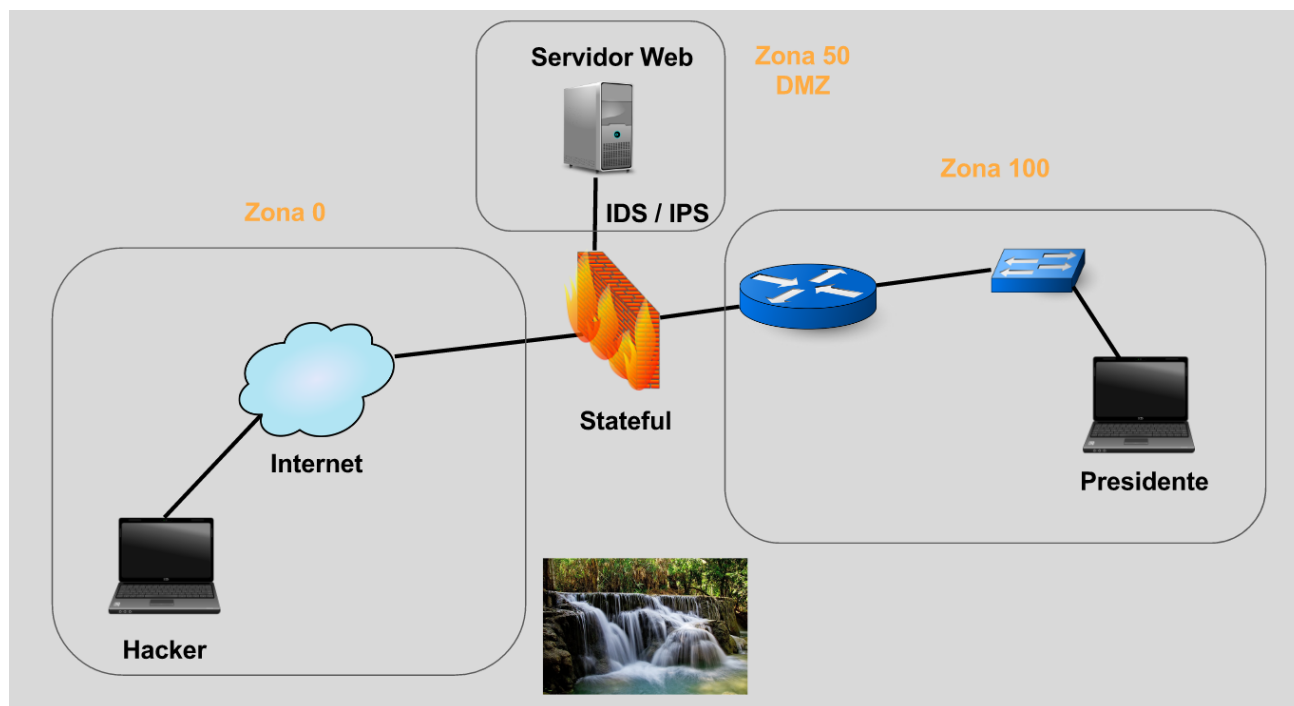 Servidor Web
Zona 50
DMZ
Zona 100
Zona 0
IDS / IPS
Stateful
Internet
Presidente
Hacker